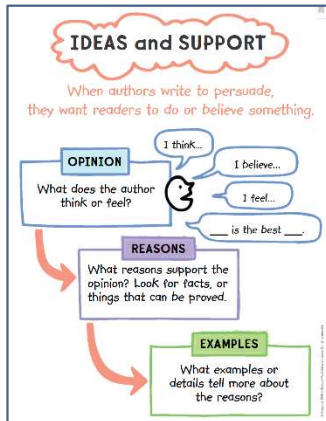 IDEAS and SUPPORT
When authors write to persuade,
they want readers to do or believe something.
OPINION
What does the author
think or feel?
I think...
I believe...
I feel...
___ is the best ___.
REASONS
What reasons support the
opinion? Look for facts, or
things that can be proved.
EXAMPLES
What examples or
details tell more about
the reasons?